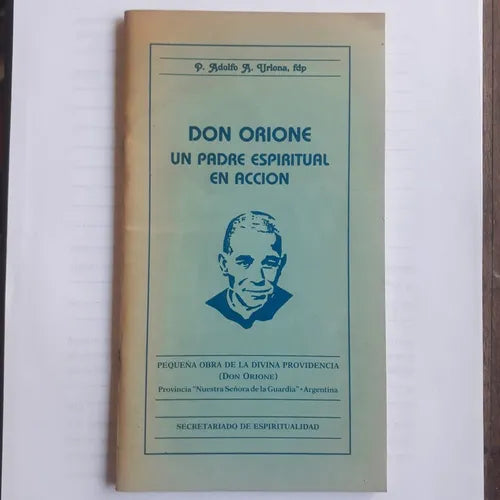 P. Adolfo A. Uriona, fdp
DON ORIONE
UN PADRE ESPIRITUAL
EN ACCION
PEQUEÑA OBRA DE LA DIVINA PROVIDENCIA
(DON ORIONE)
Provincia "Nuestra Señora de la Guardia" • Argentina
SECRETARIADO DE ESPIRITUALIDAD